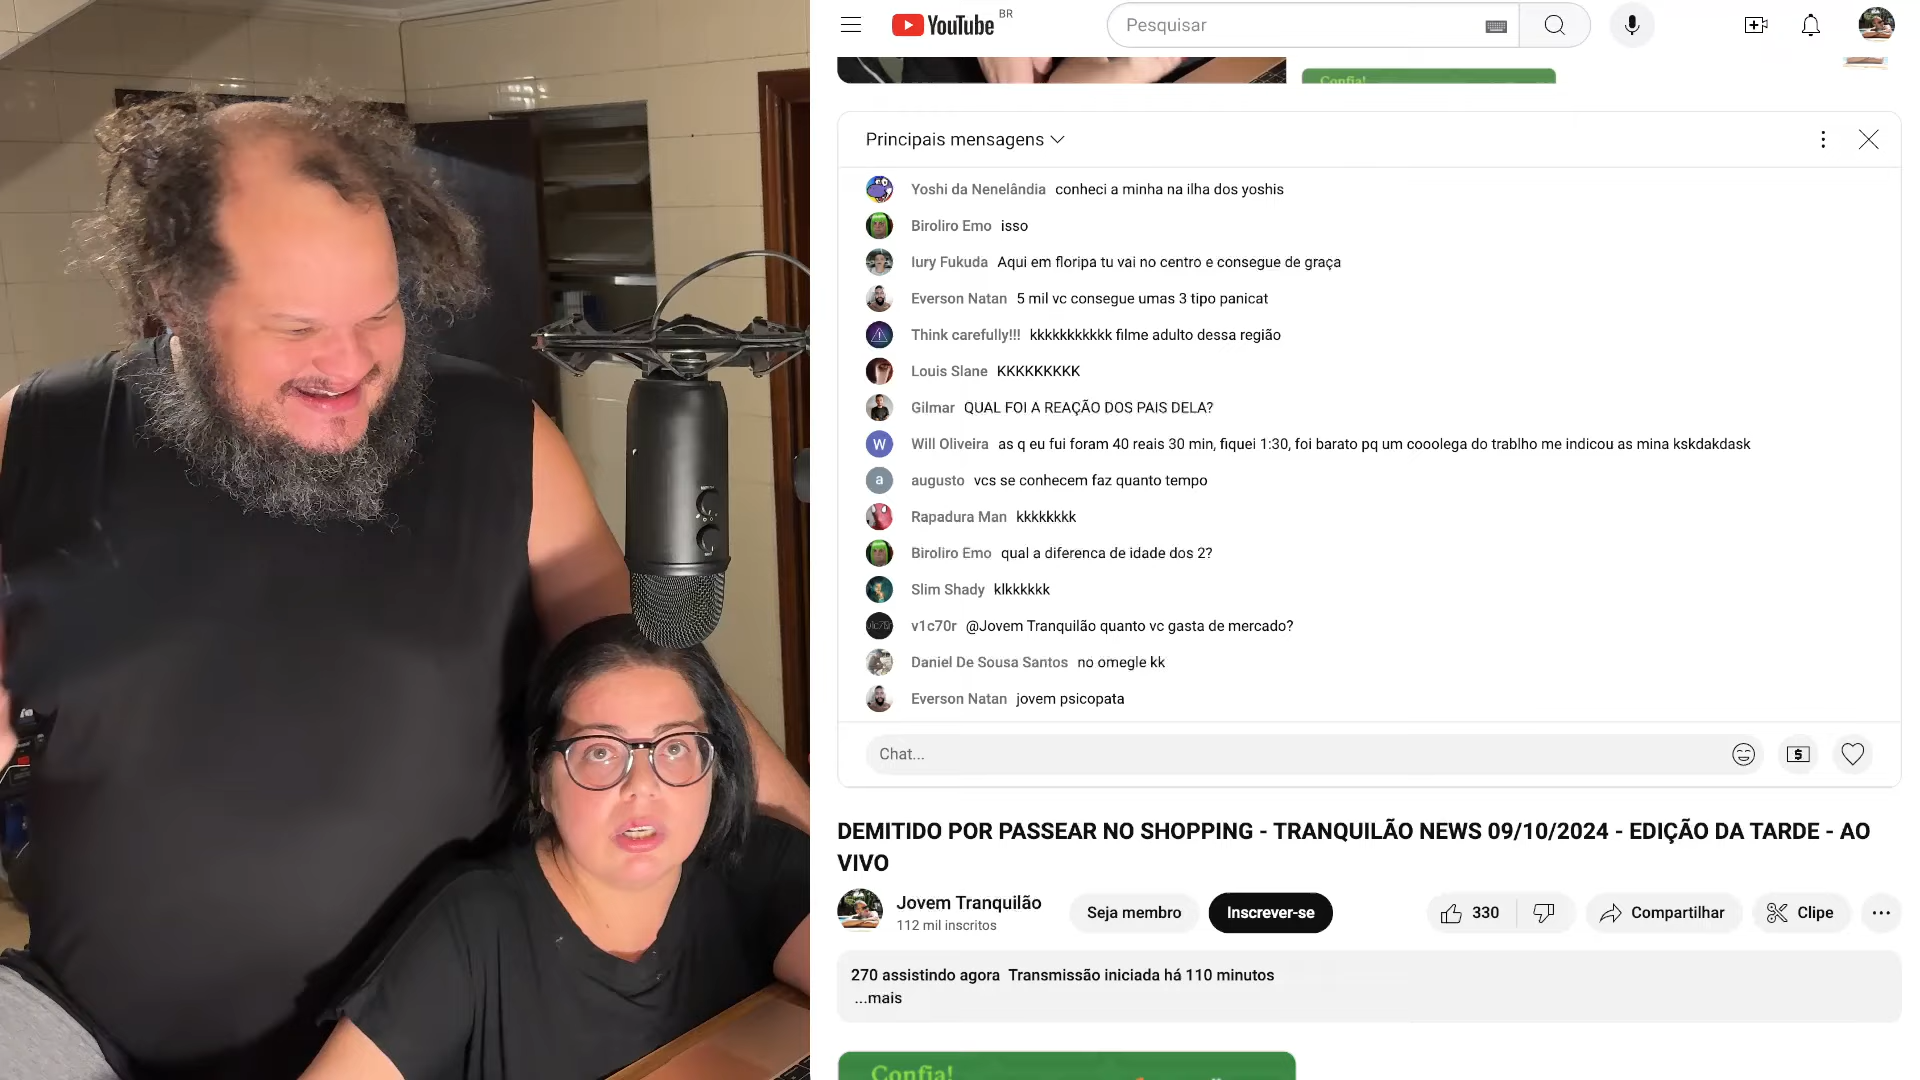 YouTube BR
Pesquisar
Confia!
Principais mensagens
Yoshi da Nenelândia conheci a minha na ilha dos yoshis
Biroliro Emo isso
Iury Fukuda Aqui em floripa tu vai no centro e consegue de graça
Everson Natan 5 mil vc consegue umas 3 tipo panicat
Think carefully!!! kkkkkkkkkkk filme adulto dessa região
Louis Slane KKKKKKKKK
Gilmar QUAL FOI A REAÇÃO DOS PAIS DELA?
W Will Oliveira as q eu fui foram 40 reais 30 min, fiquei 1:30, foi barato pq um cooolega do trablho me indicou as mina kskdakdask
a augusto vcs se conhecem faz quanto tempo
Rapadura Man kkkkkkkk
Biroliro Emo qual a diferenca de idade dos 2?
Slim Shady klkkkkkk
v1c70r @Jovem Tranquilão quanto vc gasta de mercado?
Daniel De Sousa Santos no omegle kk
Everson Natan jovem psicopata
Chat...
DEMITIDO POR PASSEAR NO SHOPPING - TRANQUILÃO NEWS 09/10/2024 - EDIÇÃO DA TARDE - AO
VIVO
Jovem Tranquilão
112 mil inscritos
Seja membro
Inscrever-se
330
Compartilhar
Clipe
270 assistindo agora Transmissão iniciada há 110 minutos
...mais
Confia!